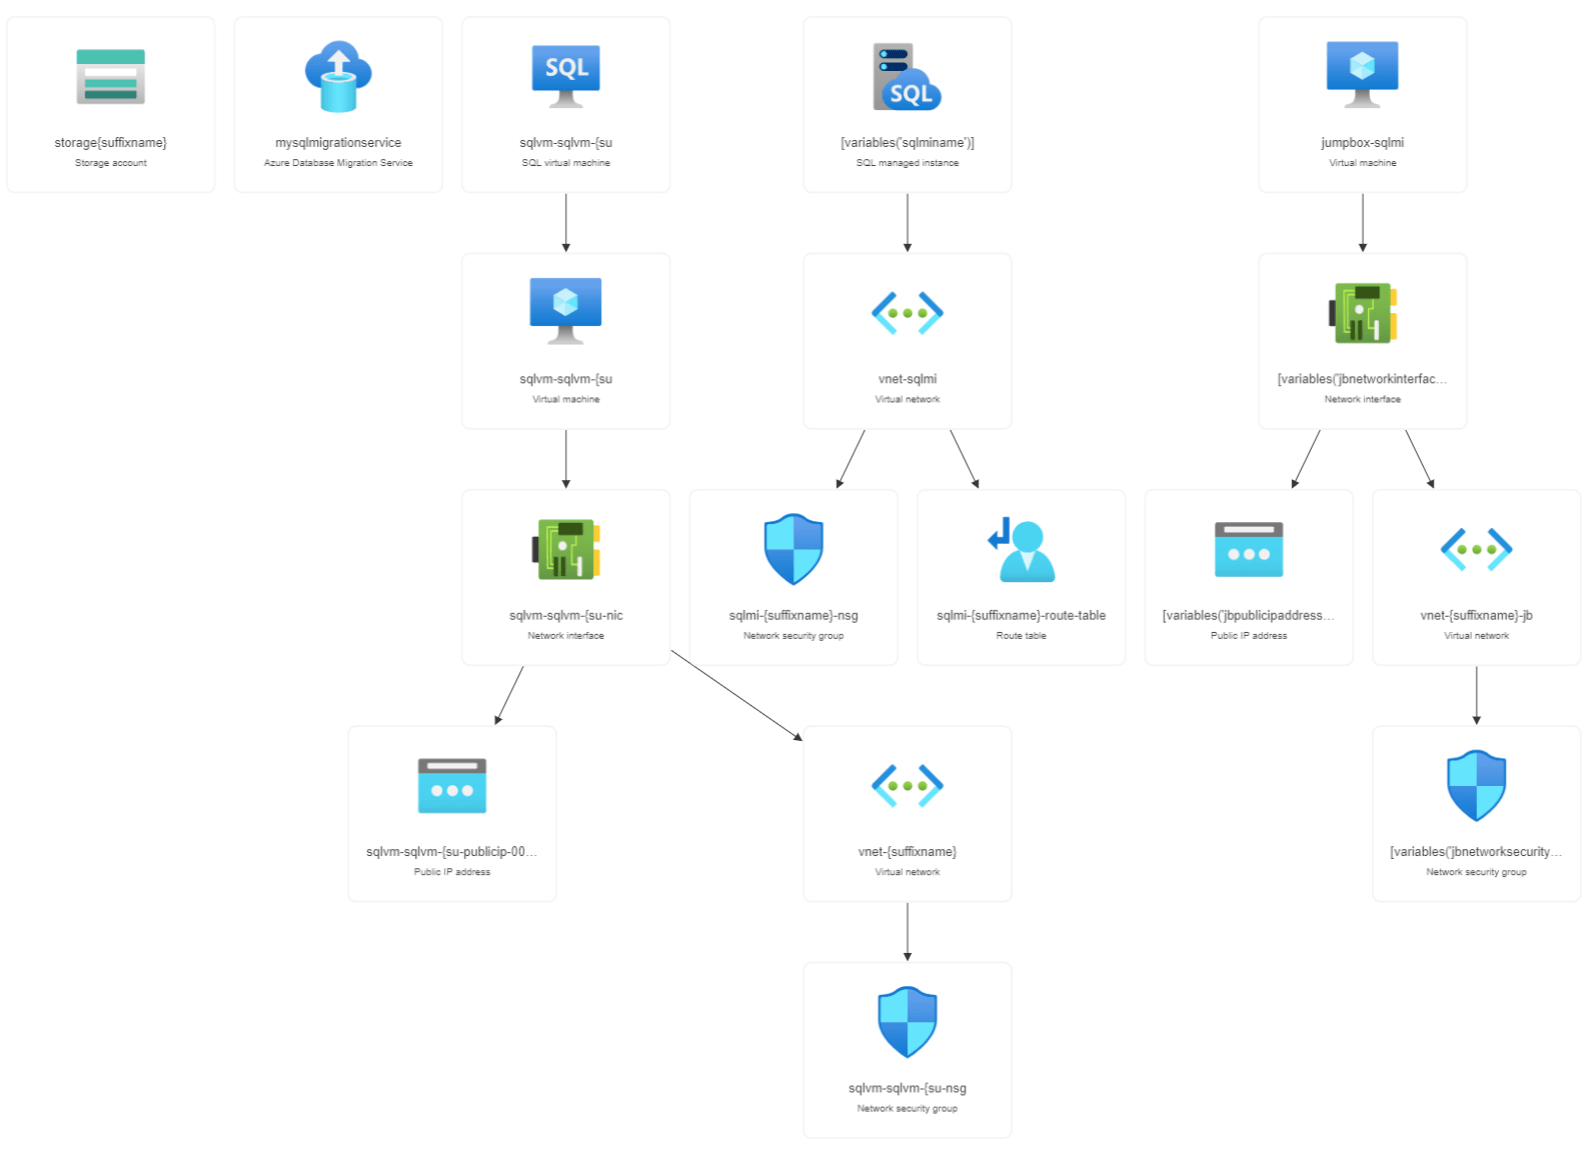 storage{suffixname}
Storage account
mysqlmigrationservice
Azure Database Migration Service
SQL
sqlvm-sqlvm-{su
SQL virtual machine
SQL
[variables('sqlminame')]
SQL managed instance
jumpbox-sqlmi
Virtual machine
sqlvm-sqlvm-{su
Virtual machine
vnet-sqlmi
Virtual network
[variables('jbnetworkinterfac...
Network interface
sqlvm-sqlvm-{su-nic
Network interface
sqlmi-{suffixname}-nsg
Network security group
sqlmi-{suffixname}-route-table
Route table
[variables('jbpublicipaddress...
Public IP address
vnet-{suffixname}-jb
Virtual network
sqlvm-sqlvm-{su-publicip-00...
Public IP address
vnet-{suffixname}
Virtual network
[variables('jbnetworksecurity...
Network security group
sqlvm-sqlvm-{su-nsg
Network security group